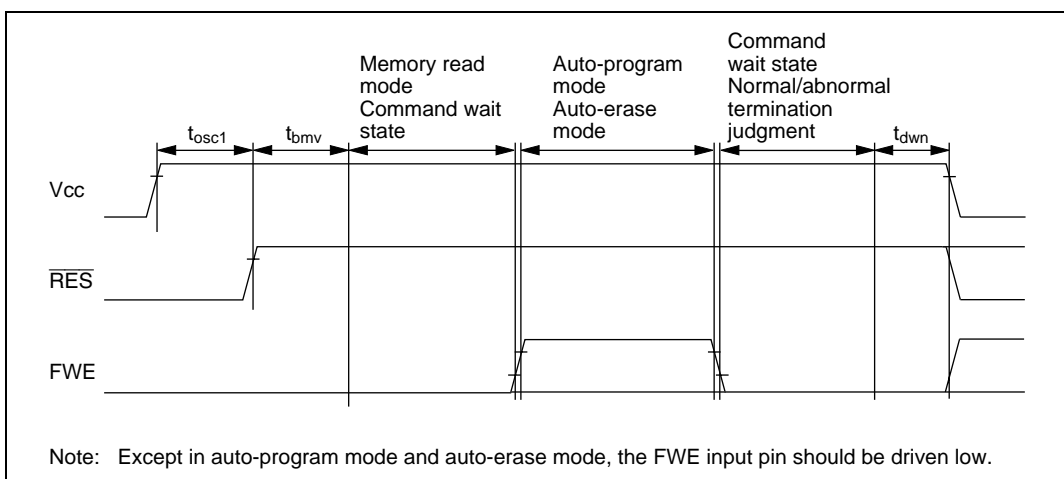 Memory read
mode
Command wait
state
Auto-program
mode
Auto-erase
mode
Command
wait state
Normal/abnormal
termination
judgment
tosc1
tbmv
tdwn
Vcc
RES
FWE
Note: Except in auto-program mode and auto-erase mode, the FWE input pin should be driven low.